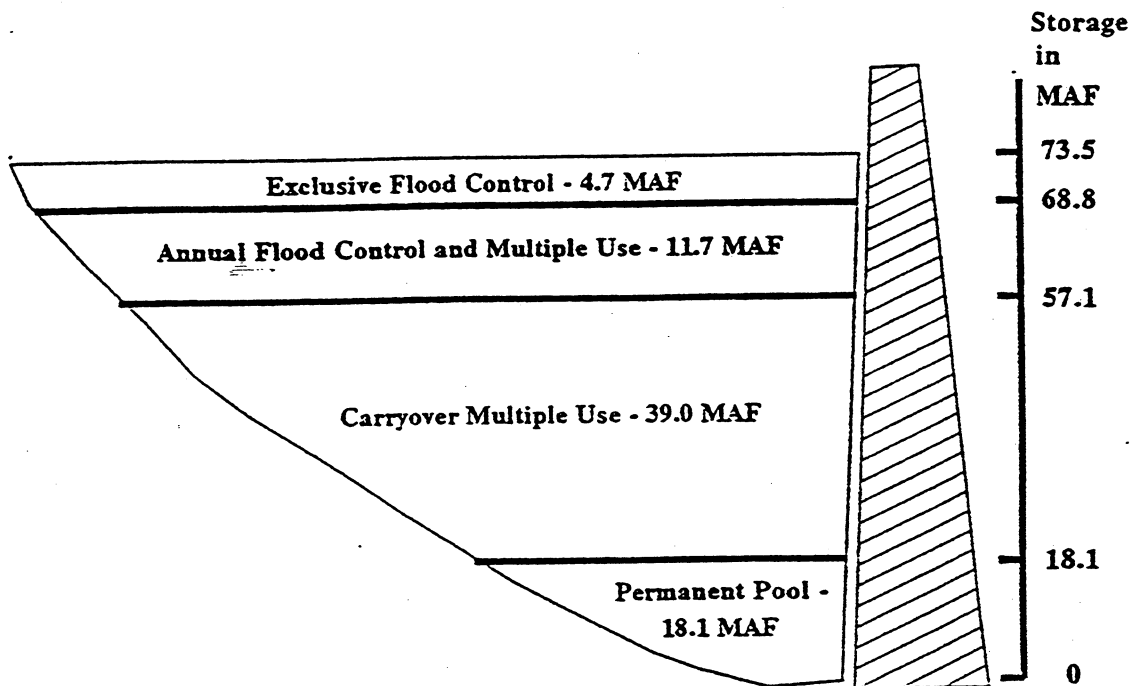 Storage
in
MAF
73.5
Exclusive Flood Control - 4.7 MAF
68.8
Annual Flood Control and Multiple Use - 11.7 MAF
57.1
Carryover Multiple Use - 39.0 MAF
18.1
Permanent Pool -
18.1 MAF
0